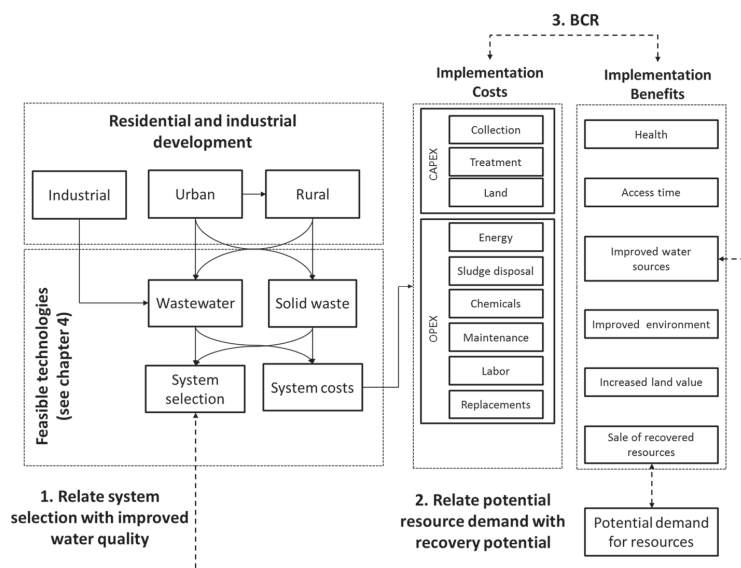 3. BCR
Implementation
Costs
Implementation
Benefits
Residential and industrial
development
Industrial
Urban
Rural
Feasible technologies
(see chapter 4)
Wastewater
Solid waste
System
selection
System costs
CAPEX
Collection
Treatment
Land
OPEX
Energy
Sludge disposal
Chemicals
Maintenance
Labor
Replacements
Health
Access time
Improved water
sources
Improved environment
Increased land value
Sale of recovered
resources
1. Relate system
selection with improved
water quality
2. Relate potential
resource demand with
recovery potential
Potential demand
for resources